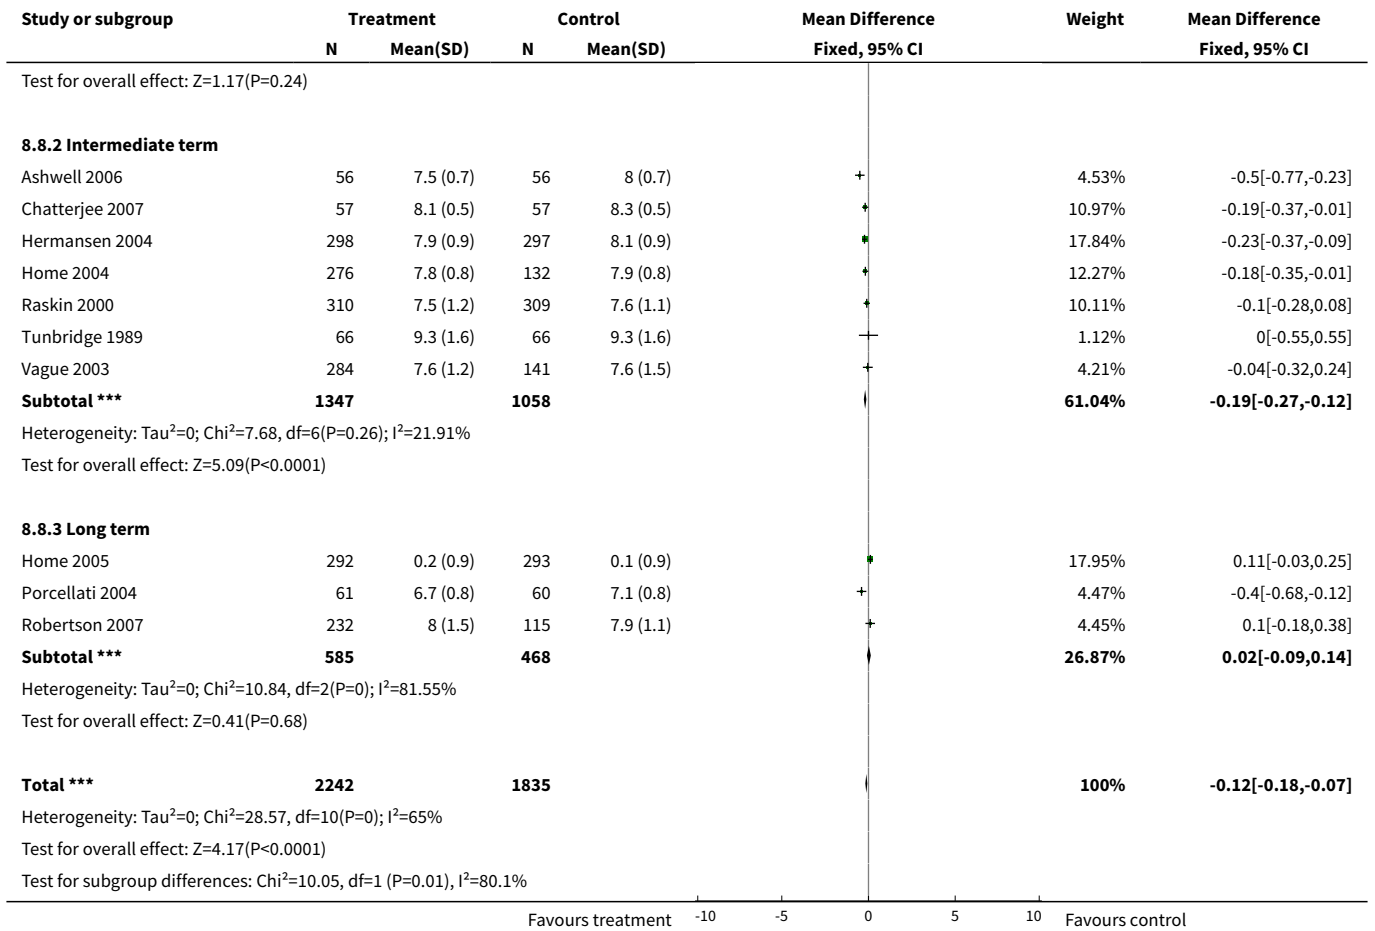 Study or subgroup Treatment Control Mean Difference Weight Mean Difference
N Mean(SD) N Mean(SD) Fixed, 95% CI Fixed, 95% CI
Test for overall effect: Z=1.17(P=0.24)
8.8.2 Intermediate term
Ashwell 2006 56 7.5 (0.7) 56 8 (0.7) 4.53% -0.5[-0.77,-0.23]
Chatterjee 2007 57 8.1 (0.5) 57 8.3 (0.5) 10.97% -0.19[-0.37,-0.01]
Hermansen 2004 298 7.9 (0.9) 297 8.1 (0.9) 17.84% -0.23[-0.37,-0.09]
Home 2004 276 7.8 (0.8) 132 7.9 (0.8) 12.27% -0.18[-0.35,-0.01]
Raskin 2000 310 7.5 (1.2) 309 7.6 (1.1) 10.11% -0.1[-0.28,0.08]
Tunbridge 1989 66 9.3 (1.6) 66 9.3 (1.6) 1.12% 0[-0.55,0.55]
Vague 2003 284 7.6 (1.2) 141 7.6 (1.5) 4.21% -0.04[-0.32,0.24]
Subtotal *** 1347 1058 61.04% -0.19[-0.27,-0.12]
Heterogeneity: Tau²=0; Chi²=7.68, df=6(P=0.26); I²=21.91%
Test for overall effect: Z=5.09(P<0.0001)
8.8.3 Long term
Home 2005 292 0.2 (0.9) 293 0.1 (0.9) 17.95% 0.11[-0.03,0.25]
Porcellati 2004 61 6.7 (0.8) 60 7.1 (0.8) 4.47% -0.4[-0.68,-0.12]
Robertson 2007 232 8 (1.5) 115 7.9 (1.1) 4.45% 0.1[-0.18,0.38]
Subtotal *** 585 468 26.87% 0.02[-0.09,0.14]
Heterogeneity: Tau²=0; Chi²=10.84, df=2(P=0); I²=81.55%
Test for overall effect: Z=0.41(P=0.68)
Total *** 2242 1835 100% -0.12[-0.18,-0.07]
Heterogeneity: Tau²=0; Chi²=28.57, df=10(P=0); I²=65%
Test for overall effect: Z=4.17(P<0.0001)
Test for subgroup differences: Chi²=10.05, df=1 (P=0.01), I²=80.1%
Favours treatment -10 -5 0 5 10 Favours control